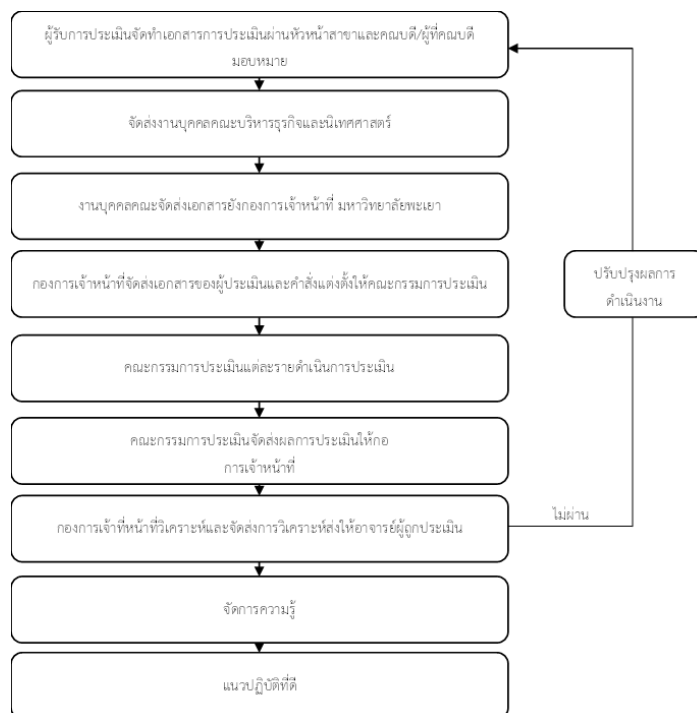 ผู้รับการประเมินจัดทำเอกสารการประเมินผ่านหัวหน้าสาขาและคณบดี/ผู้ที่คณบดี
มอบหมาย
จัดส่งงานบุคคลคณะบริหารธุรกิจและนิเทศศาสตร์
งานบุคคลคณะจัดส่งเอกสารยังกองการเจ้าหน้าที่ มหาวิทยาลัยพะเยา
กองการเจ้าหน้าที่จัดส่งเอกสารของผู้ประเมินและคำสั่งแต่งตั้งให้คณะกรรมการประเมิน
ปรับปรุงผลการ
ดำเนินงาน
คณะกรรมการประเมินแต่ละรายดำเนินการประเมิน
คณะกรรมการประเมินจัดส่งผลการประเมินให้กอ
การเจ้าหน้าที่
กองการเจ้าที่หน้าที่วิเคราะห์และจัดส่งการวิเคราะห์ส่งให้อาจารย์ผู้ถูกประเมิน
ไม่ผ่าน
จัดการความรู้
แนวปฏิบัติที่ดี